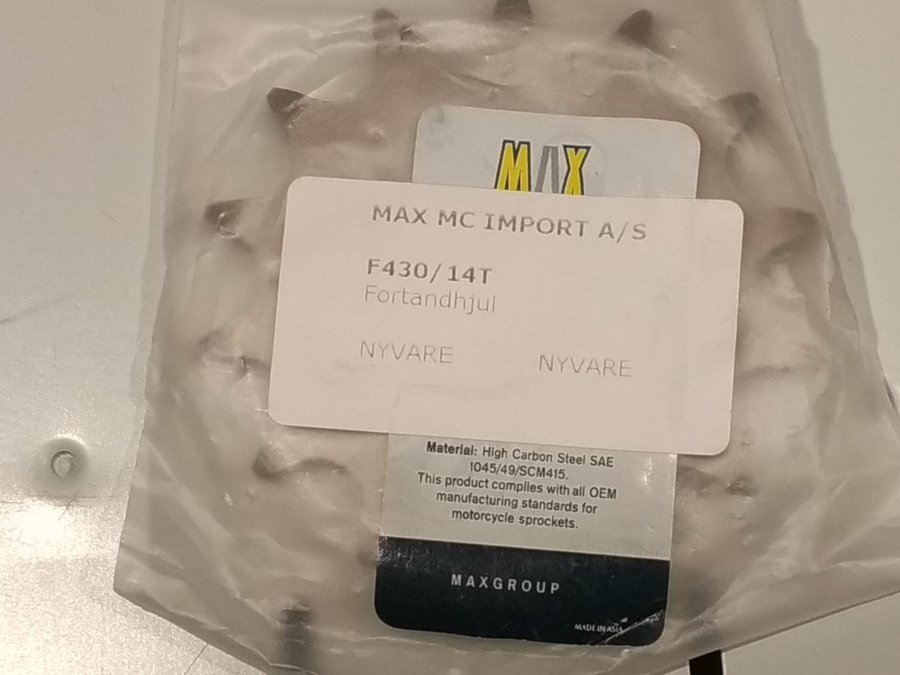 MAX
MAX MC IMPORT A/S
F430/14T
Fortandhjul
NYVARE NYVARE
Material: High Carbon Steel SAE
1045/49/SCM415.
This product complies with all OEM
manufacturing standards for
motorcycle sprockets.
MAXGROUP
MADE IN ASIA